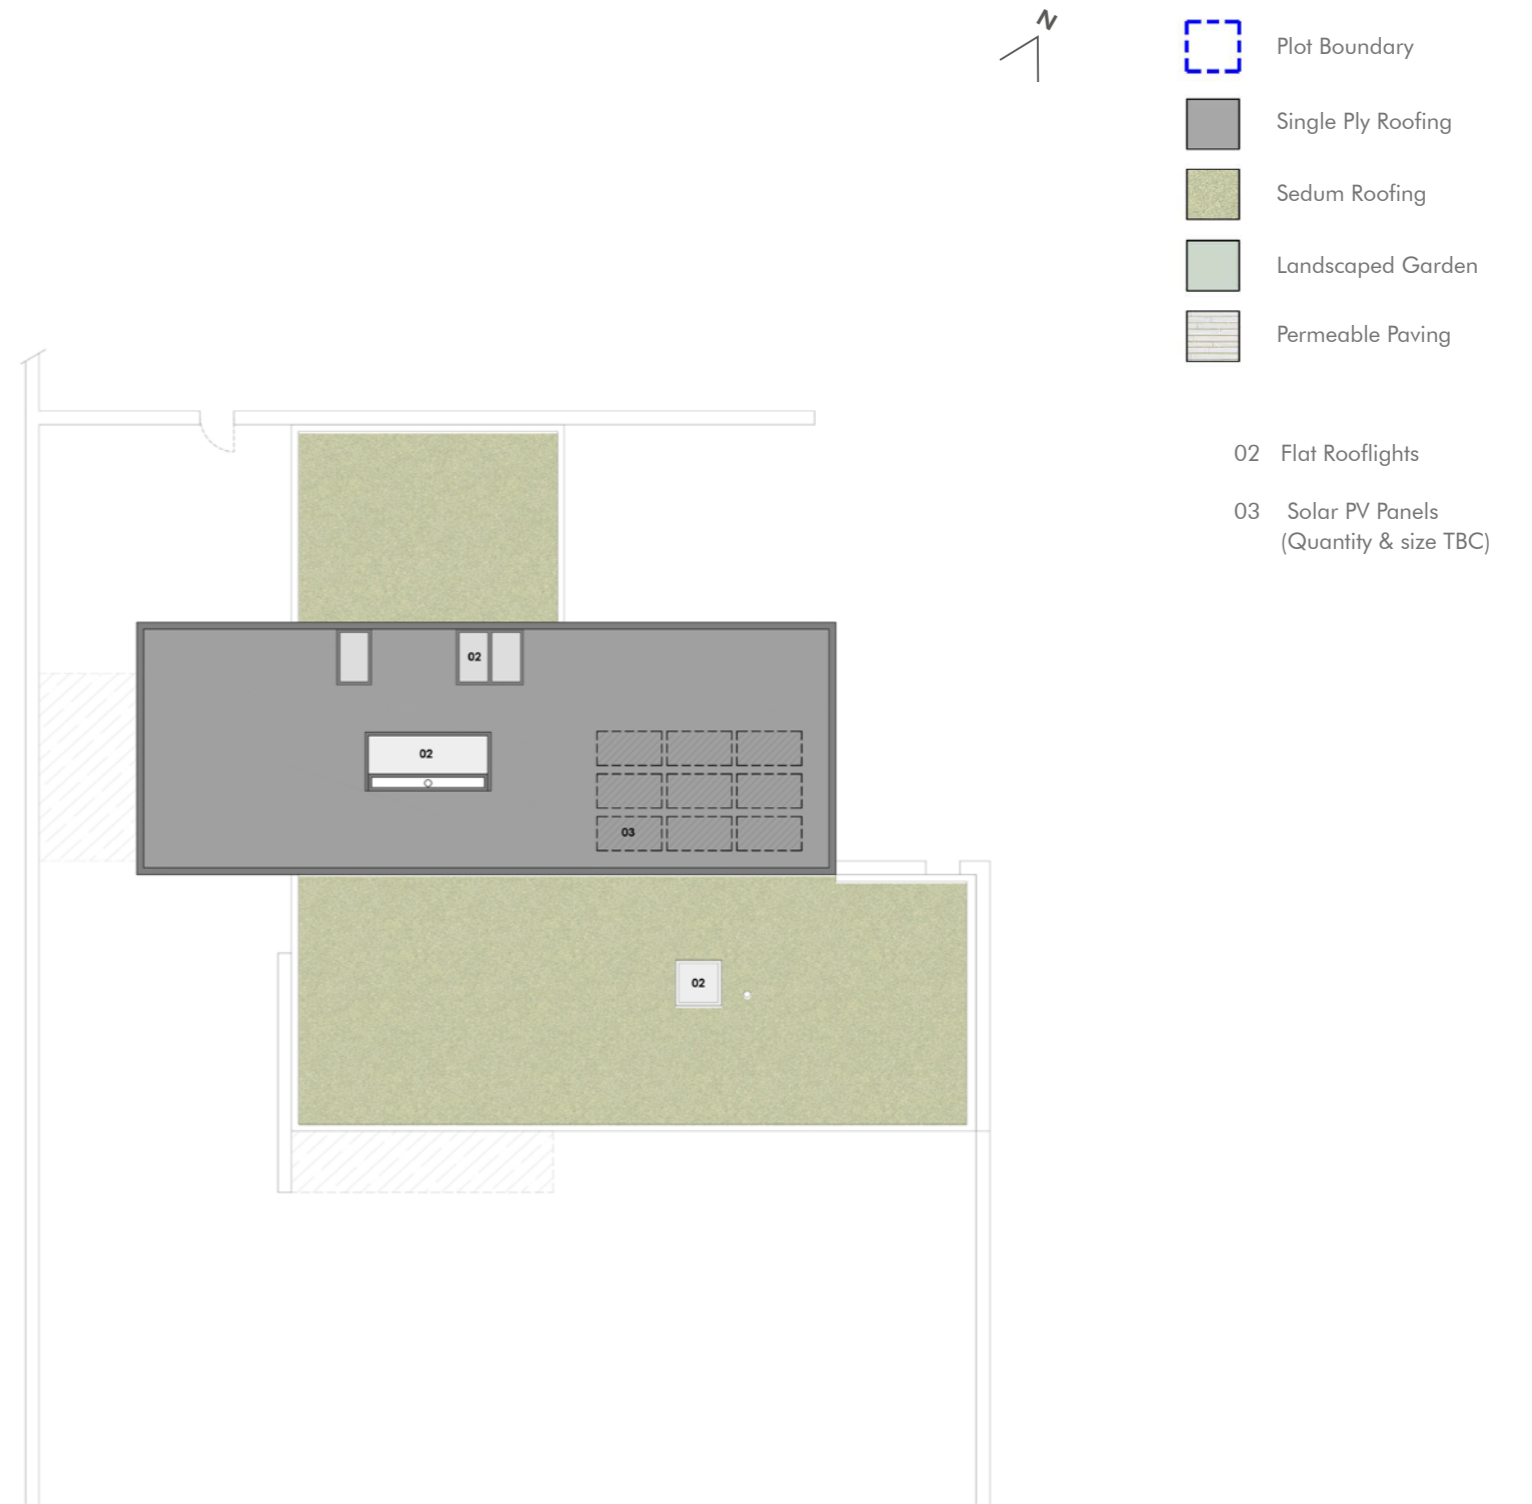 N
Plot Boundary
Single Ply Roofing
Sedum Roofing
Landscaped Garden
Permeable Paving
02 Flat Rooflights
03 Solar PV Panels
(Quantity & size TBC)
02
02
03
02